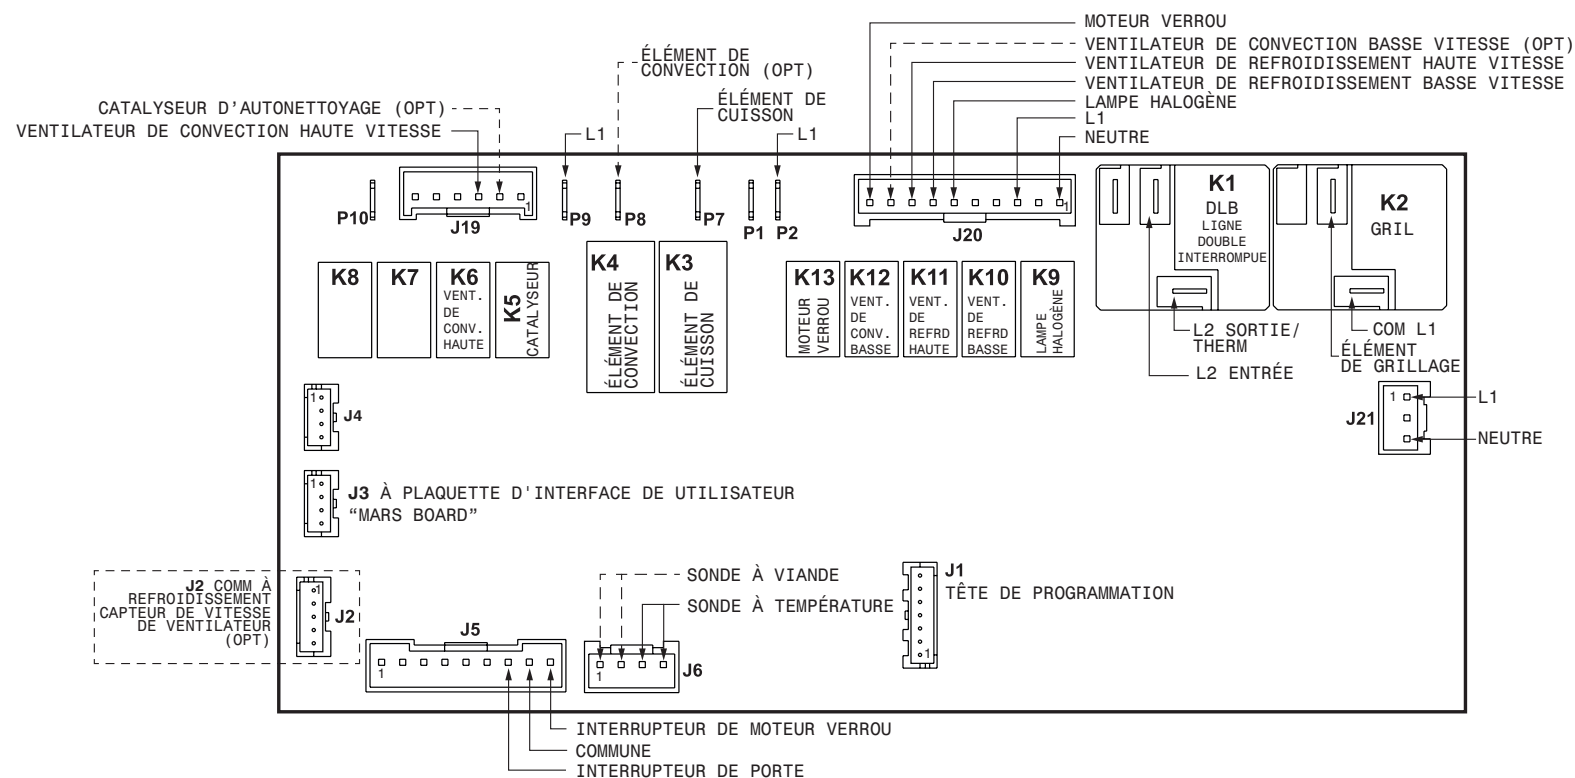 MOTEUR VERROU
VENTILATEUR DE CONVECTION BASSE VITESSE (OPT)
VENTILATEUR DE REFROIDISSEMENT HAUTE VITESSE
VENTILATEUR DE REFROIDISSEMENT BASSE VITESSE
LAMPE HALOGÈNE
L1
NEUTRE
ÉLÉMENT DE
CONVECTION (OPT)
ÉLÉMENT DE
CUISSON
CATALYSEUR D'AUTONETTOYAGE (OPT)
VENTILATEUR DE CONVECTION HAUTE VITESSE
L1
L1
P10
1
J19
P9
P8
P7
P1
P2
1
J20
K1
DLB
LIGNE
DOUBLE
INTERROMPUE
K2
GRIL
K8
K7
K6
VENT.
DE
CONV.
HAUTE
K5
CATALYSEUR
K4
ÉLÉMENT DE
CONVECTION
K3
ÉLÉMENT DE
CUISSON
K13
MOTEUR
VERROU
K12
VENT.
DE
CONV.
BASSE
K11
VENT.
DE
REFRD
HAUTE
K10
VENT.
DE
REFRD
BASSE
K9
LAMPE
HALOGÈNE
L2 SORTIE/
THERM
L2 ENTRÉE
COM L1
ÉLÉMENT
DE GRILLAGE
1
J4
J21
1
L1
NEUTRE
1
J3 À PLAQUETTE D'INTERFACE DE UTILISATEUR
“MARS BOARD”
J2 COMM À
REFROIDISSEMENT
CAPTEUR DE VITESSE
DE VENTILATEUR
(OPT)
1
J2
J5
1
SONDE À VIANDE
SONDE À TEMPÉRATURE
1
J6
J1
TÊTE DE PROGRAMMATION
1
INTERRUPTEUR DE MOTEUR VERROU
COMMUNE
INTERRUPTEUR DE PORTE